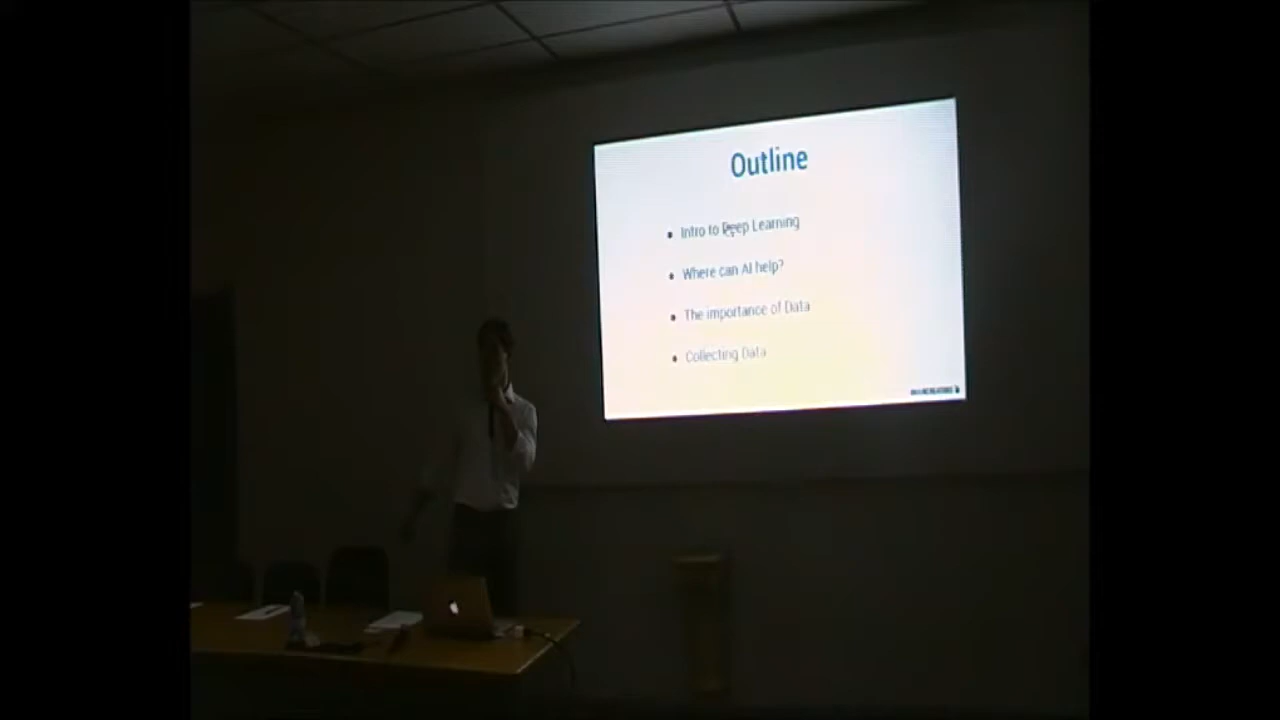 Outline
Intro to Deep Learning
Where can AI help?
The importance of Data
Collecting Data